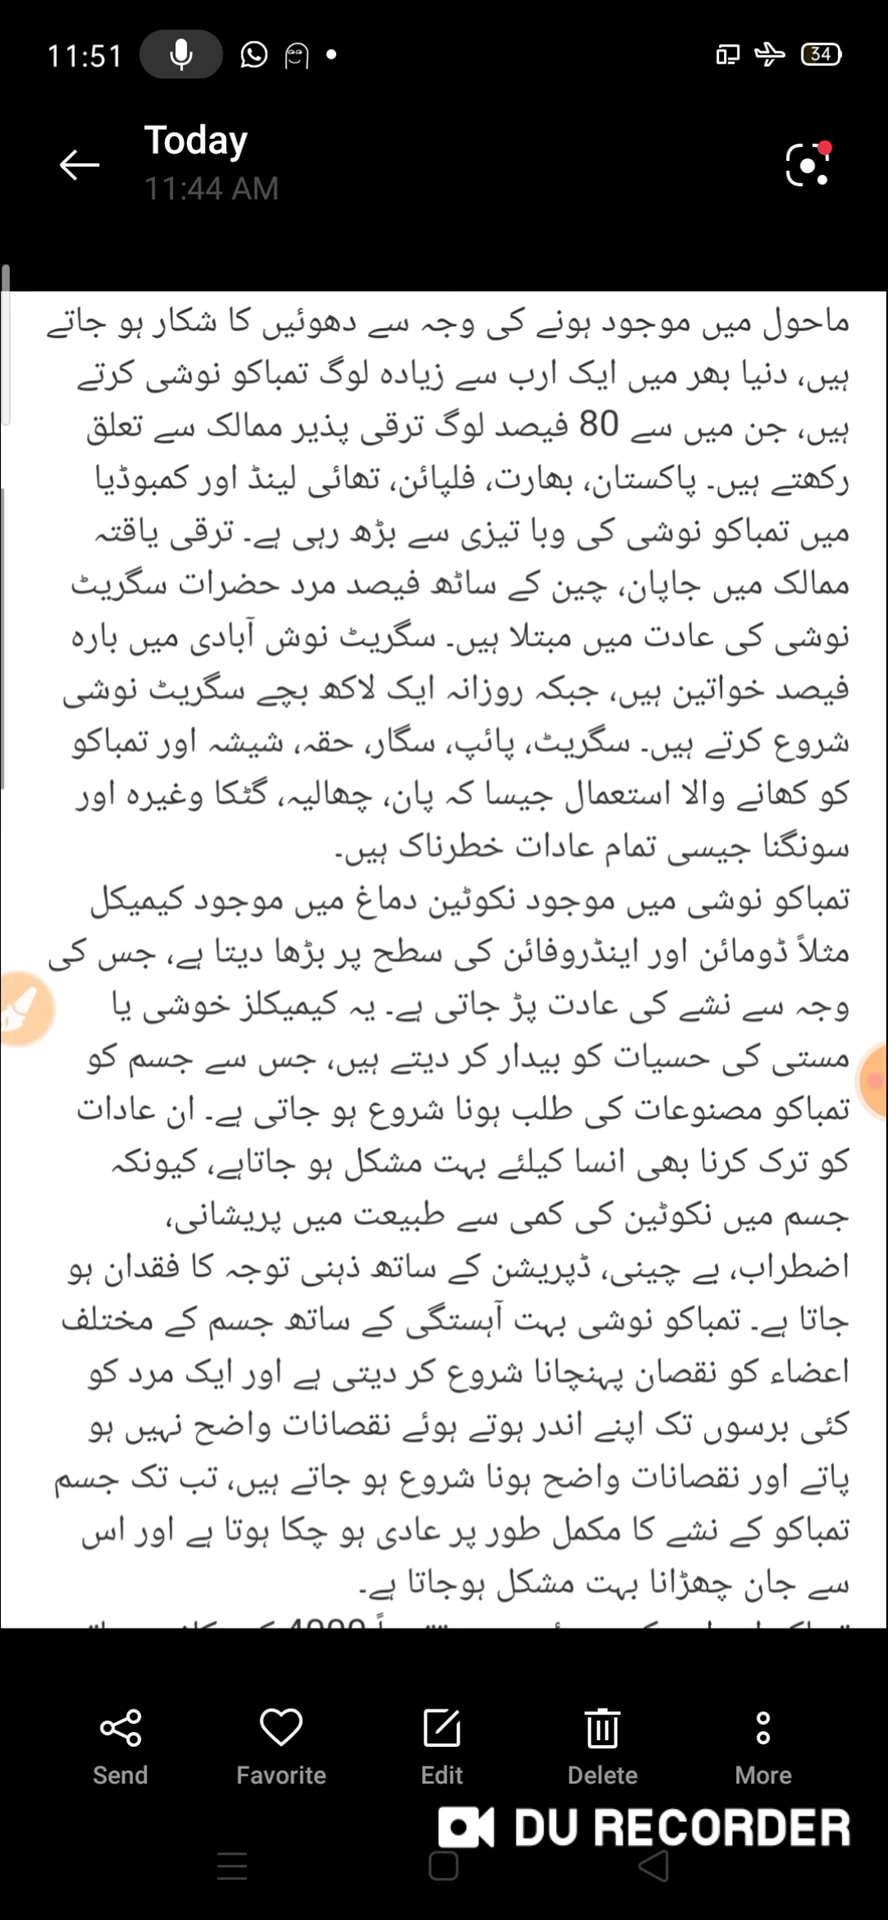 11:51
34
Today
11:44 AM
ماحول میں موجود ہونے کی وجہ سے دھوئیں کا شکار ہو جاتے
ہیں، دنیا بھر میں ایک ارب سے زیادہ لوگ تمباکو نوشی کرتے
ہیں، جن میں سے 80 فیصد لوگ ترقی پذیر ممالک سے تعلق
رکھتے ہیں۔ پاکستان، بھارت، فلپائن، تھائی لینڈ اور کمبوڈیا
میں تمباکو نوشی کی وبا تیزی سے بڑھ رہی ہے۔ ترقی یاقتہ
ممالک میں جاپان، چین کے ساٹھ فیصد مرد حضرات سگریٹ
نوشی کی عادت میں مبتلا ہیں۔ سگریٹ نوش آبادی میں بارہ
فیصد خواتین ہیں، جبکہ روزانہ ایک لاکھ بچے سگریٹ نوشی
شروع کرتے ہیں۔ سگریٹ، پائپ، سگار، حقہ، شیشہ اور تمباکو
کو کھانے والا استعمال جیسا کہ پان، چھالیہ، گٹکا وغیرہ اور
سونگنا جیسی تمام عادات خطرناک ہیں۔
تمباکو نوشی میں موجود نکوٹین دماغ میں موجود کیمیکل
مثلاً ڈومائن اور اینڈروفائن کی سطح پر بڑھا دیتا ہے، جس کی
وجہ سے نشے کی عادت پڑ جاتی ہے۔ یہ کیمیکلز خوشی یا
مستی کی حسیات کو بیدار کر دیتے ہیں، جس سے جسم کو
تمباکو مصنوعات کی طلب ہونا شروع ہو جاتی ہے۔ ان عادات
کو ترک کرنا بھی انسا کیلئے بہت مشکل ہو جاتاہے، کیونکہ
جسم میں نکوٹین کی کمی سے طبیعت میں پریشانی،
اضطراب، بے چینی، ڈپریشن کے ساتھ ذہنی توجہ کا فقدان ہو
جاتا ہے۔ تمباکو نوشی بہت آہستگی کے ساتھ جسم کے مختلف
اعضاء کو نقصان پہنچانا شروع کر دیتی ہے اور ایک مرد کو
کئی برسوں تک اپنے اندر ہوتے ہوئے نقصانات واضح نہیں ہو
پاتے اور نقصانات واضح ہونا شروع ہو جاتے ہیں، تب تک جسم
تمباکو کے نشے کا مکمل طور پر عادی ہو چکا ہوتا ہے اور اس
سے جان چھڑانا بہت مشکل ہوجاتا ہے۔
Send Favorite Edit Delete More
DU RECORDER